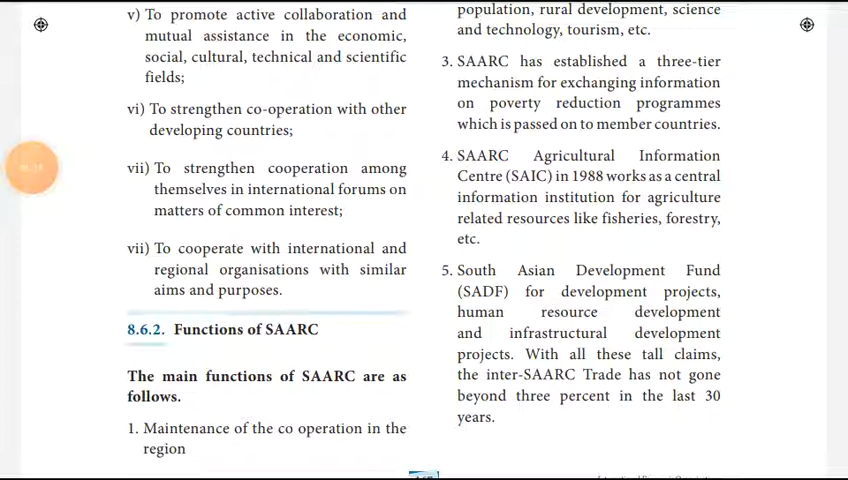 v) To promote active collaboration and
mutual assistance in the economic,
social, cultural, technical and scientific
fields;
vi) To strengthen co-operation with other
developing countries;
vii) To strengthen cooperation among
themselves in international forums on
matters of common interest;
vii) To cooperate with international and
regional organisations with similar
aims and purposes.
8.6.2. Functions of SAARC
The main functions of SAARC are as
follows.
1. Maintenance of the co operation in the
region
population, rural development, science
and technology, tourism, etc.
3. SAARC has established a three-tier
mechanism for exchanging information
on poverty reduction programmes
which is passed on to member countries.
4. SAARC Agricultural Information
Centre (SAIC) in 1988 works as a central
information institution for agriculture
related resources like fisheries, forestry,
etc.
5. South Asian Development Fund
(SADF) for development projects,
human resource development
and infrastructural development
projects. With all these tall claims,
the inter-SAARC Trade has not gone
beyond three percent in the last 30
years.